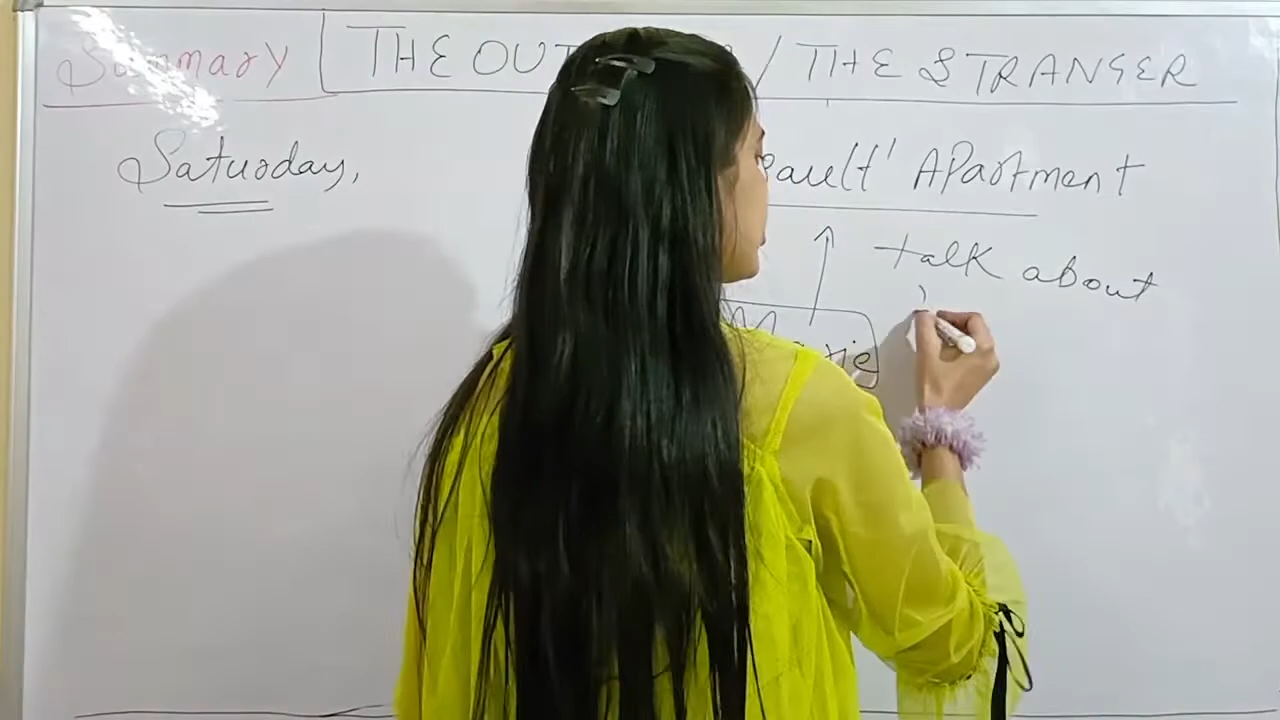 Summary THE OUT / THE STRANGER
Saturday, ault' APartment
talk about